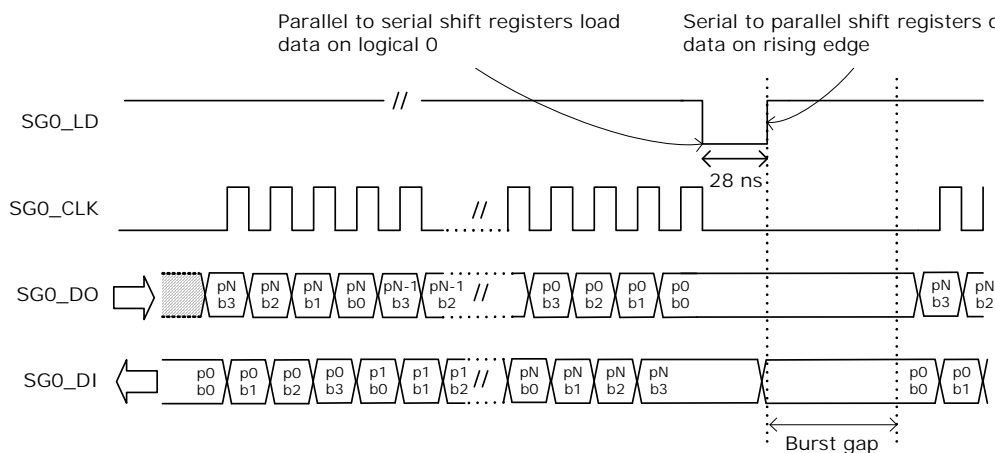 Parallel to serial shift registers load
data on logical 0
Serial to parallel shift registers
data on rising edge
SG0_LD
//
28 ns
SG0_CLK
//
SG0_DO
pN b3
pN b2
pN b1
pN b0
pN-1 b3
pN-1 b2
//
p0 b3
p0 b2
p0 b1
p0 b0
pN b3
pN b2
SG0_DI
p0 b0
p0 b1
p0 b2
p0 b3
p1 b0
p1 b1
p1 b2
//
pN b0
pN b1
pN b2
pN b3
p0 b0
p0 b1
Burst gap